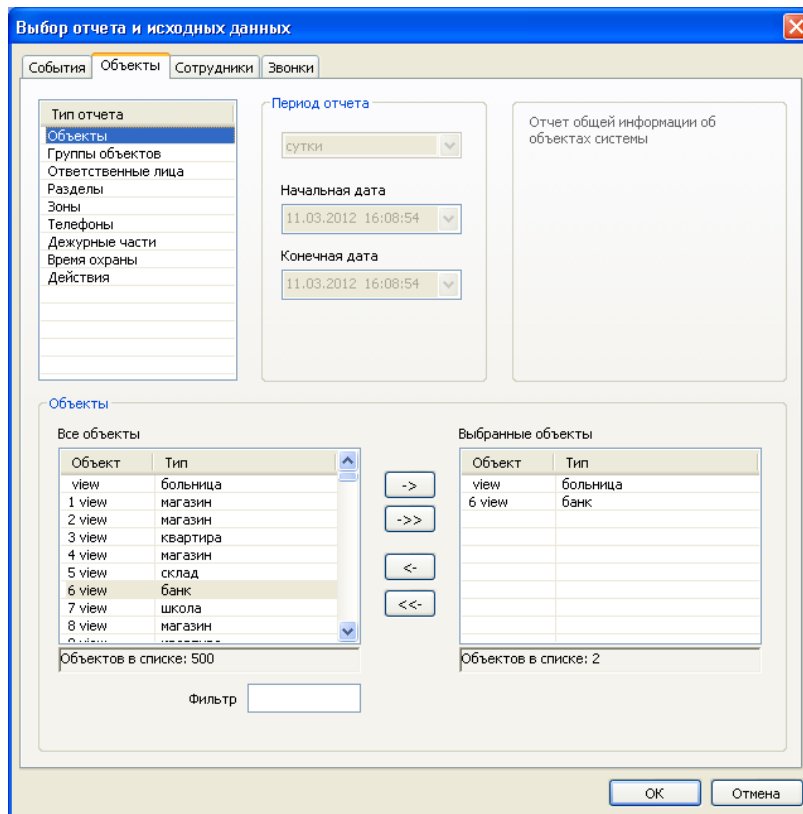 Выбор отчета и исходных данных
События Объекты Сотрудники Звонки
Тип отчета
Объекты
Группы объектов
Ответственные лица
Разделы
Зоны
Телефоны
Дежурные части
Время охраны
Действия
Период отчета
сутки
Начальная дата
11.03.2012 16:08:54
Конечная дата
11.03.2012 16:08:54
Отчет общей информации об
объектах системы
Объекты
Все объекты
Объект Тип
view больница
1 view магазин
2 view магазин
3 view квартира
4 view магазин
5 view склад
6 view банк
7 view школа
8 view магазин
Объектов в списке: 500
Фильтр
->
->>
<-
<<-
Выбранные объекты
Объект Тип
view больница
6 view банк
Объектов в списке: 2
ОК Отмена